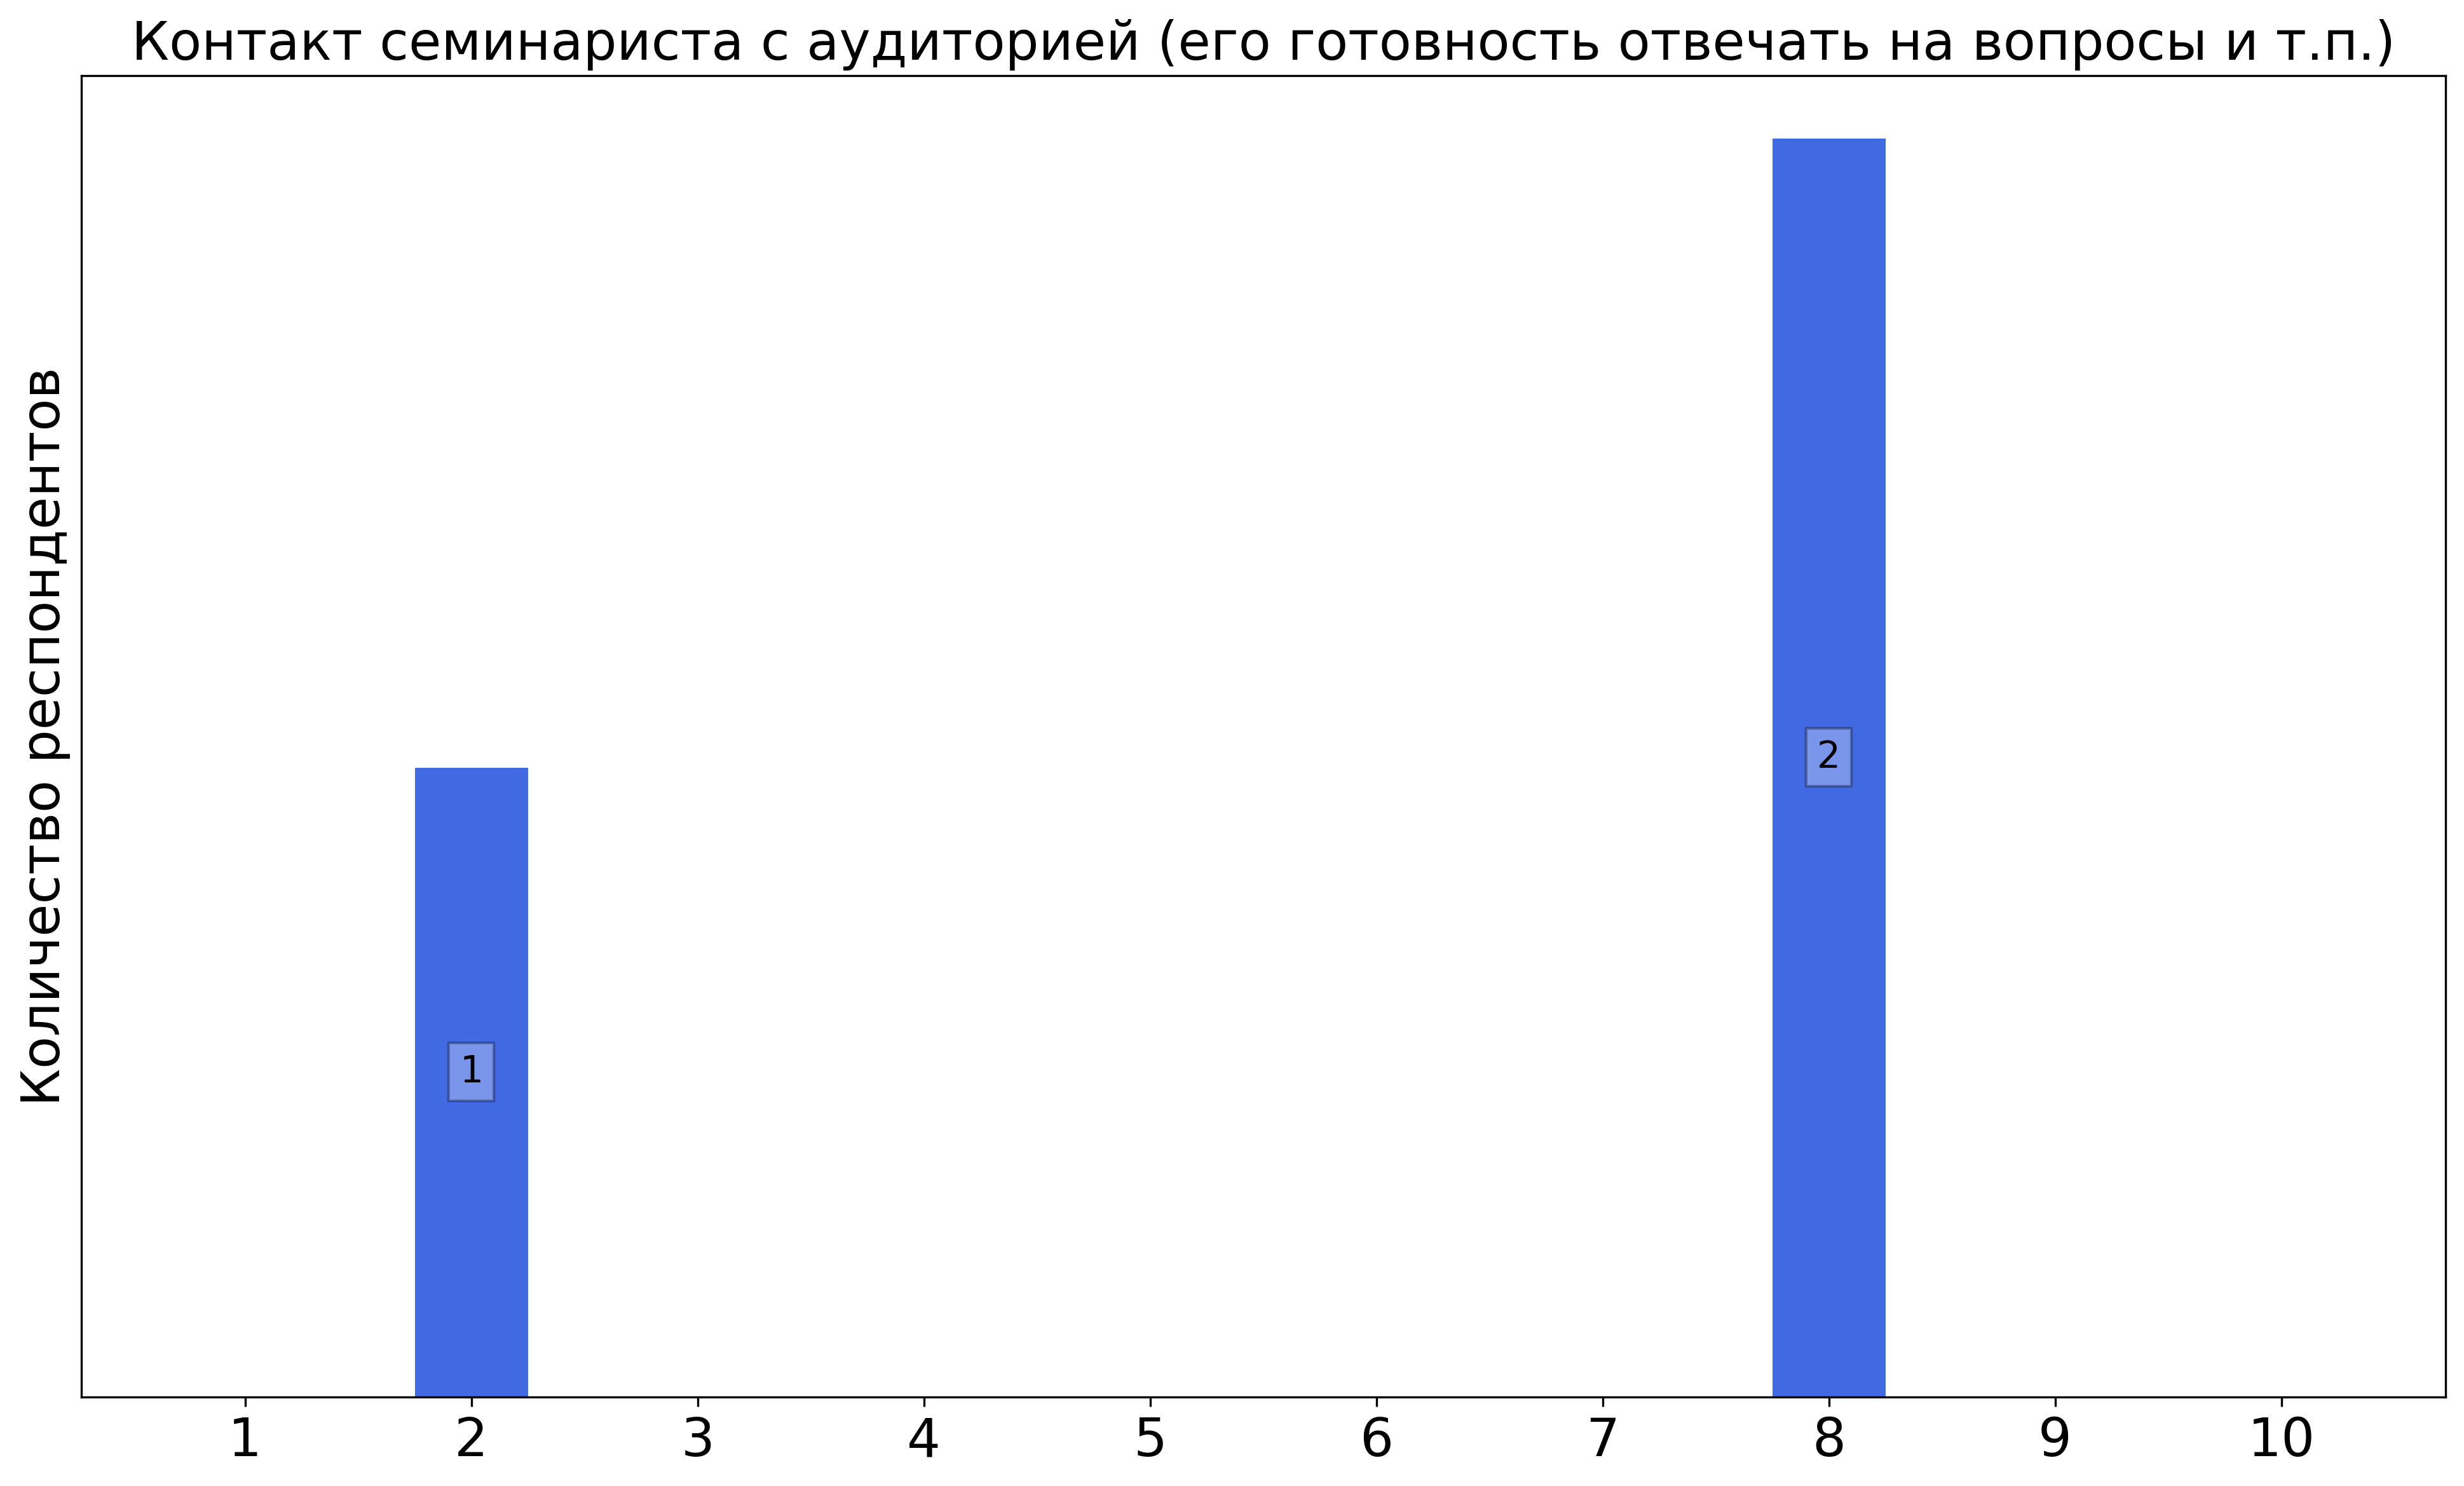 Контакт семинариста с аудиторией (его готовность отвечать на вопросы и т.п.)
Количество респондентов
2
1
1 2 3 4 5 6 7 8 9 10